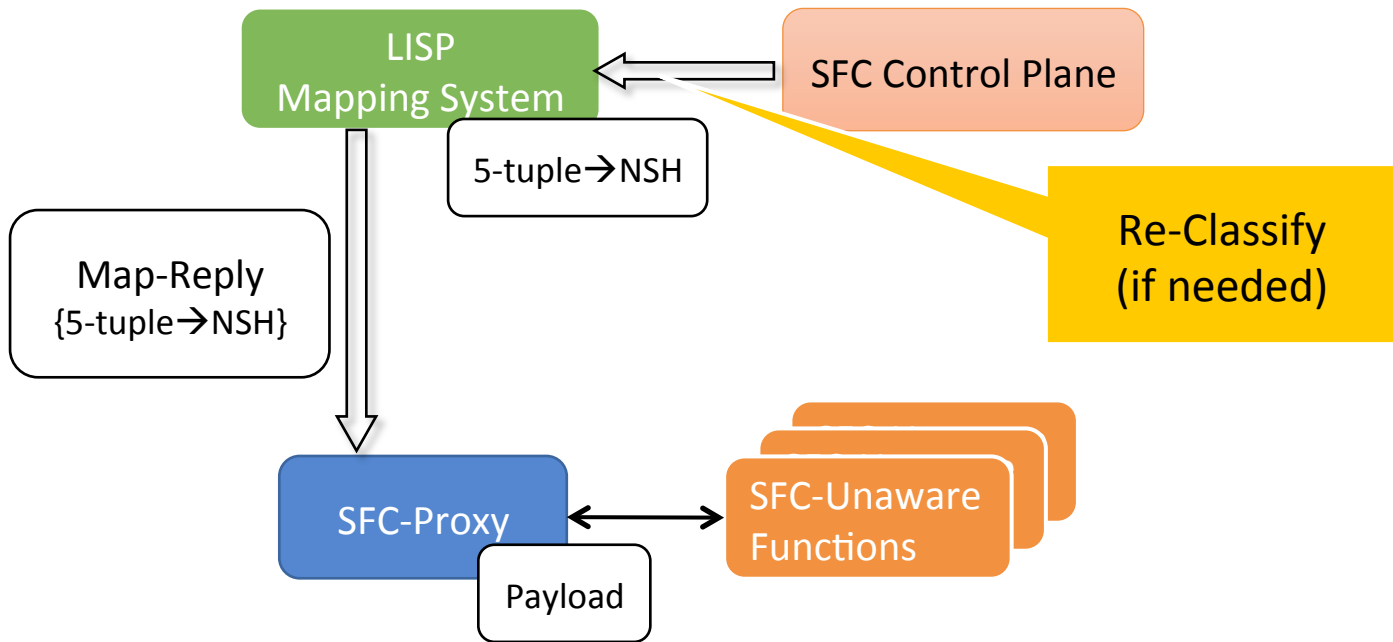 LISP
Mapping System
SFC Control Plane
5-tuple→NSH
Re-Classify
(if needed)
Map-Reply
{5-tuple→NSH}
SFC-Proxy
SFC-Unaware
Functions
Payload